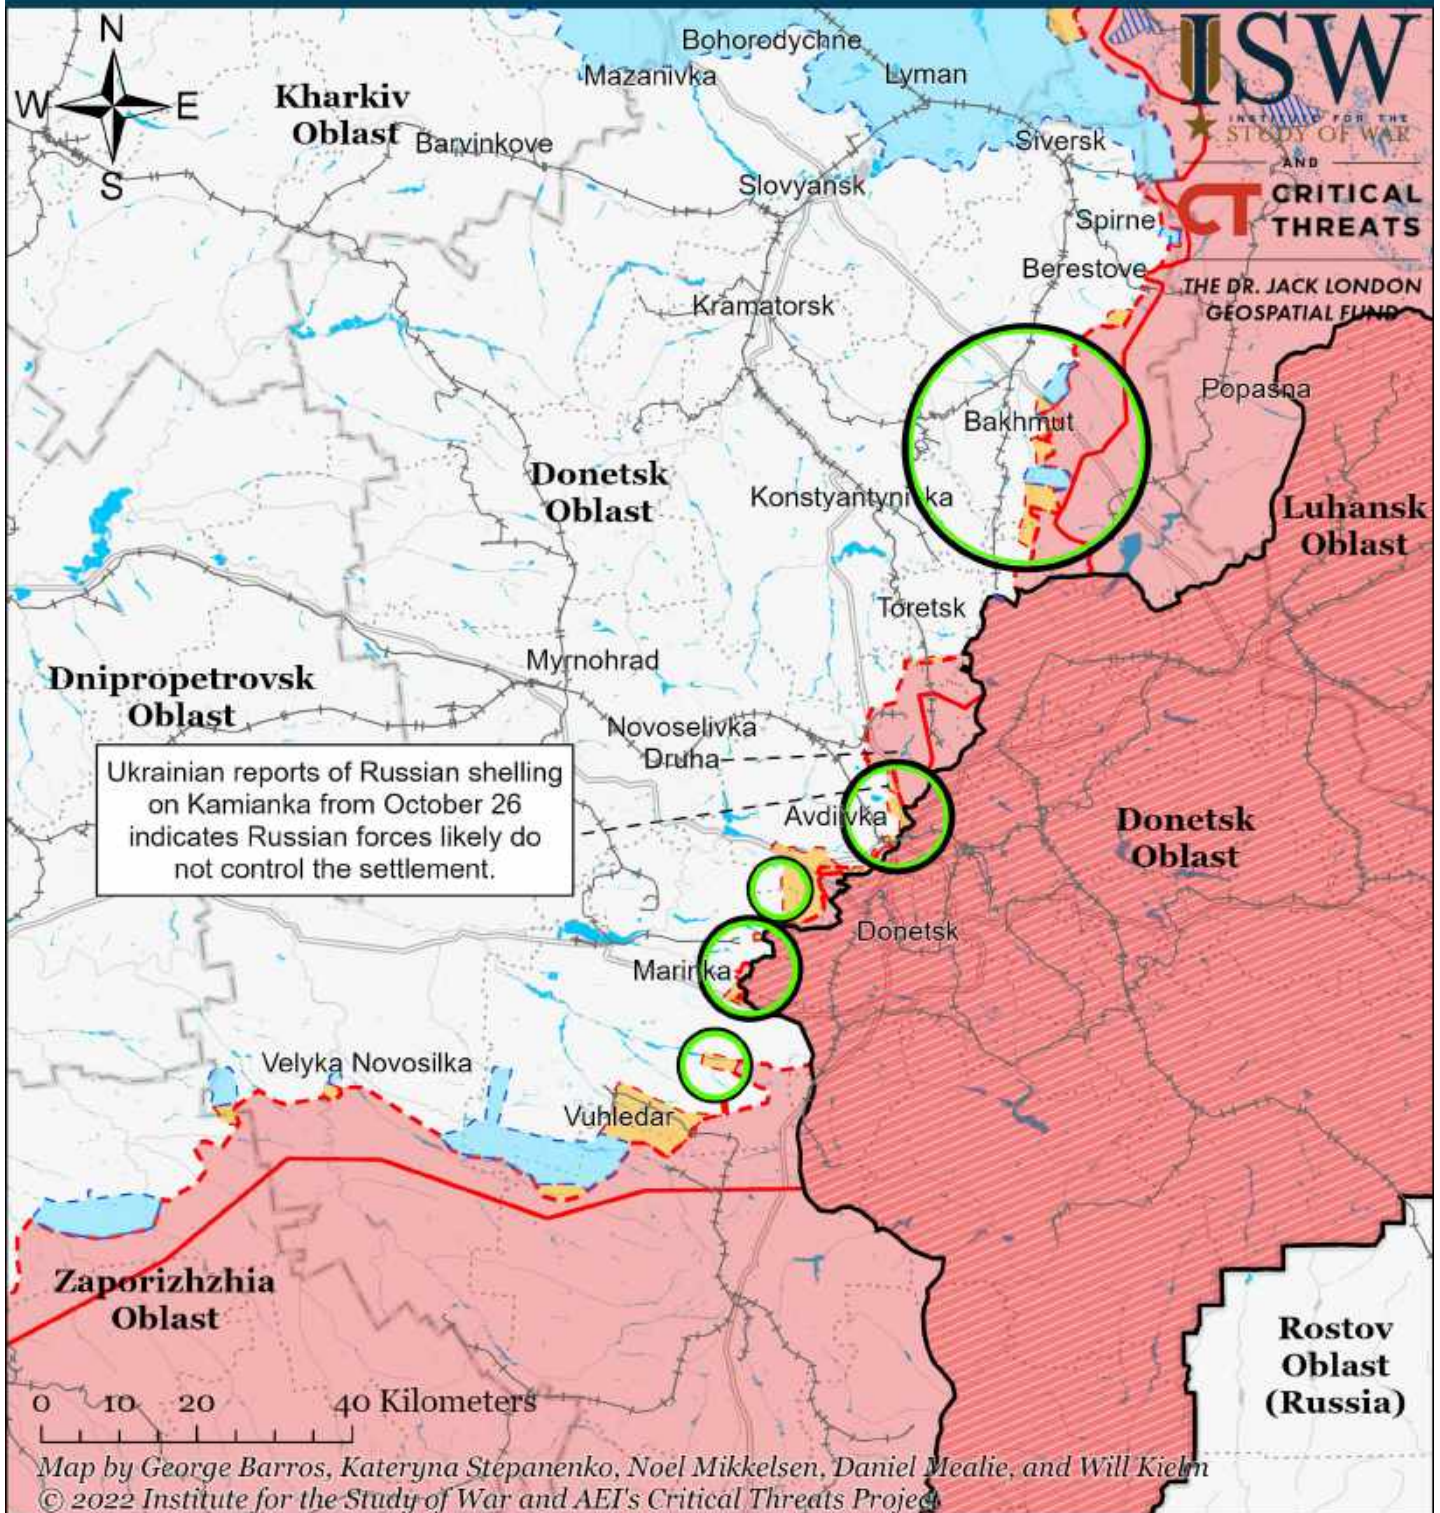 N
W
E
S
ISW
INSTITUTE FOR THE
STUDY OF WAR
AND
CT CRITICAL
THREATS
THE DR. JACK LONDON
GEOSPATIAL FUND
Bohorodychne
Mazanivka
Lyman
Kharkiv
Oblast
Barvinkove
Siversk
Slovyansk
Spirne
Berestove
Kramatorsk
Popasna
Bakhmut
Donetsk
Oblast
Konstyantynivka
Luhansk
Oblast
Toretsk
Myrnohrad
Dnipropetrovsk
Oblast
Novoselivka
Druha
Ukrainian reports of Russian shelling
on Kamianka from October 26
indicates Russian forces likely do
not control the settlement.
Avdiivka
Donetsk
Oblast
Donetsk
Marinka
Velyka Novosilka
Vuhledar
Zaporizhzhia
Oblast
Rostov
Oblast
(Russia)
0 10 20 40 Kilometers
Map by George Barros, Kateryna Stepanenko, Noel Mikkelsen, Daniel Mealie, and Will Kielm
© 2022 Institute for the Study of War and AEI's Critical Threats Project